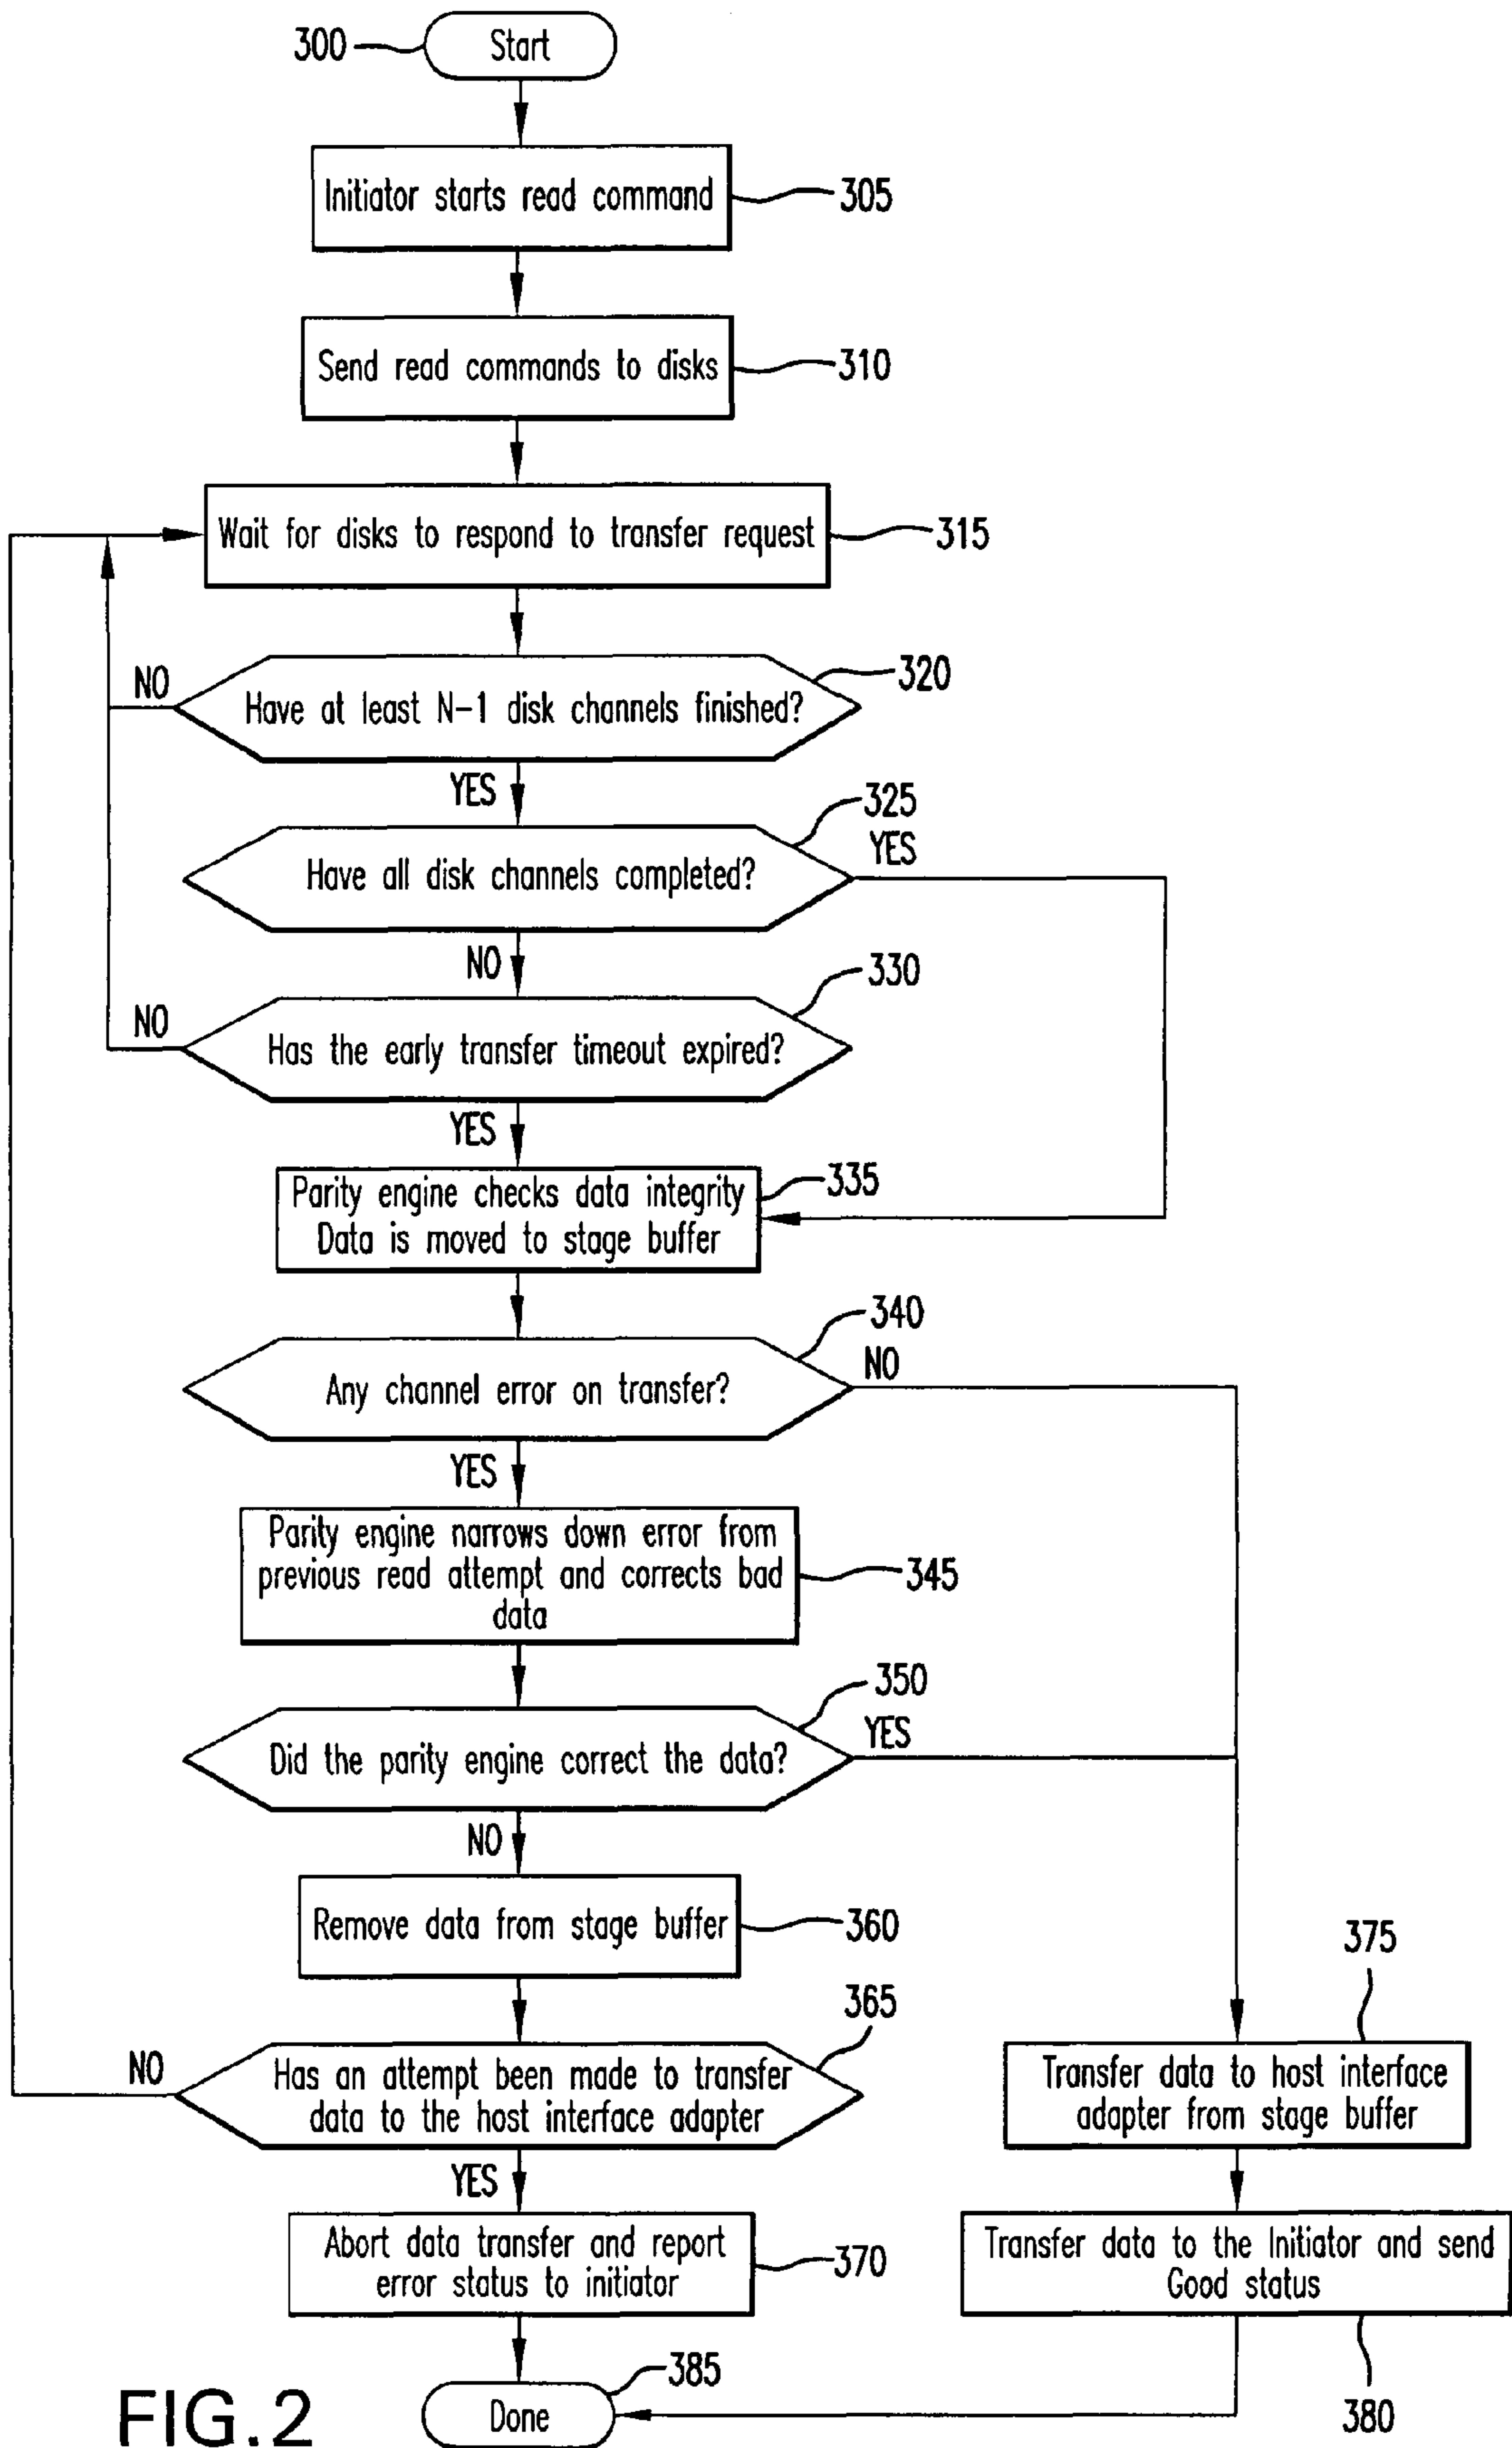 300
Start
Initiator starts read command
305
Send read commands to disks
310
Wait for disks to respond to transfer request
315
NO
Have at least N-1 disk channels finished?
320
YES
325
YES
Have all disk channels completed?
NO
330
NO
Has the early transfer timeout expired?
YES
Parity engine checks data integrity
Data is moved to stage buffer
335
340
NO
Any channel error on transfer?
YES
Parity engine narrows down error from
previous read attempt and corrects bad
data
345
350
YES
Did the parity engine correct the data?
NO
Remove data from stage buffer
360
365
NO
Has an attempt been made to transfer
data to the host interface adapter
375
Transfer data to host interface
adapter from stage buffer
YES
Abort data transfer and report
error status to initiator
370
Transfer data to the Initiator and send
Good status
380
385
Done
FIG.2